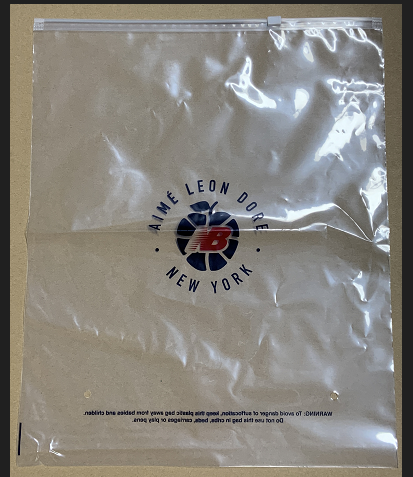 AIMÉ LEON DORE
NB
NEW YORK
WARNING: To avoid danger of suffocation, keep this plastic bag away from babies and children.
Do not use this bag in cribs, beds, carriages or play pens.